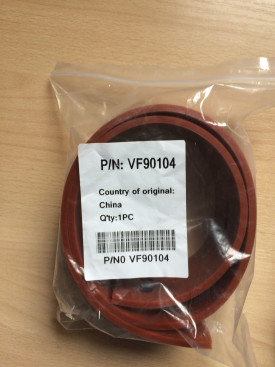 P/N: VF90104
Country of original:
China
Q'ty:1PC
P/N0 VF90104